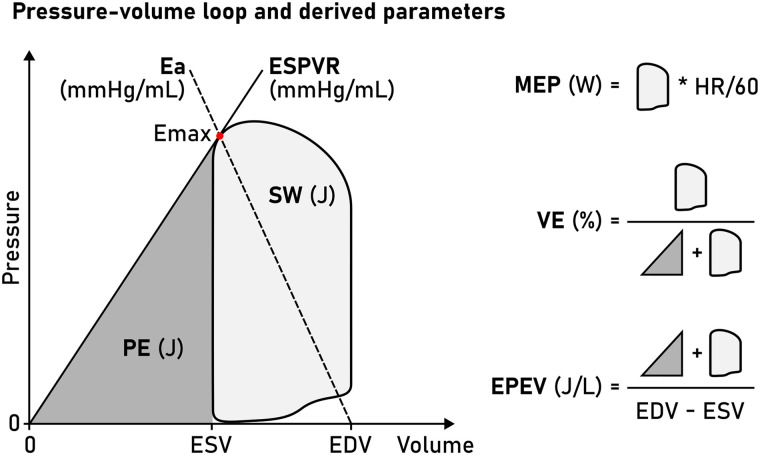 Pressure–volume loop and derived parameters
Ea
(mmHg/mL)
ESPVR
(mmHg/mL)
Emax
SW (J)
PE (J)
Pressure
0
0
ESV
EDV
Volume
MEP (W) = * HR/60
VE (%) =
+
EPEV (J/L) =
+
EDV - ESV